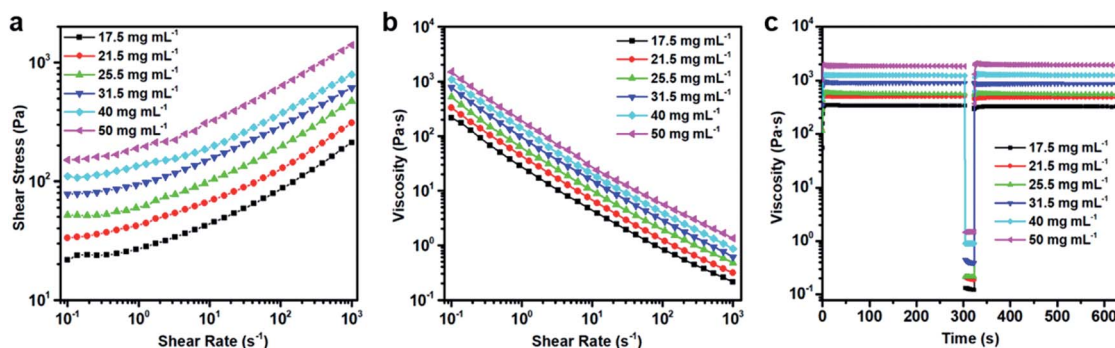 a
17.5 mg mL⁻¹
21.5 mg mL⁻¹
25.5 mg mL⁻¹
31.5 mg mL⁻¹
40 mg mL⁻¹
50 mg mL⁻¹
Shear Stress (Pa)
10³
10²
10¹
10⁻¹
10⁰
10¹
10²
10³
Shear Rate (s⁻¹)
b
17.5 mg mL⁻¹
21.5 mg mL⁻¹
25.5 mg mL⁻¹
31.5 mg mL⁻¹
40 mg mL⁻¹
50 mg mL⁻¹
Viscosity (Pa·s)
10⁴
10³
10²
10¹
10⁰
10⁻¹
10⁻¹
10⁰
10¹
10²
10³
Shear Rate (s⁻¹)
c
17.5 mg mL⁻¹
21.5 mg mL⁻¹
25.5 mg mL⁻¹
31.5 mg mL⁻¹
40 mg mL⁻¹
50 mg mL⁻¹
Viscosity (Pa·s)
10⁴
10³
10²
10¹
10⁰
10⁻¹
0
100
200
300
400
500
600
Time (s)